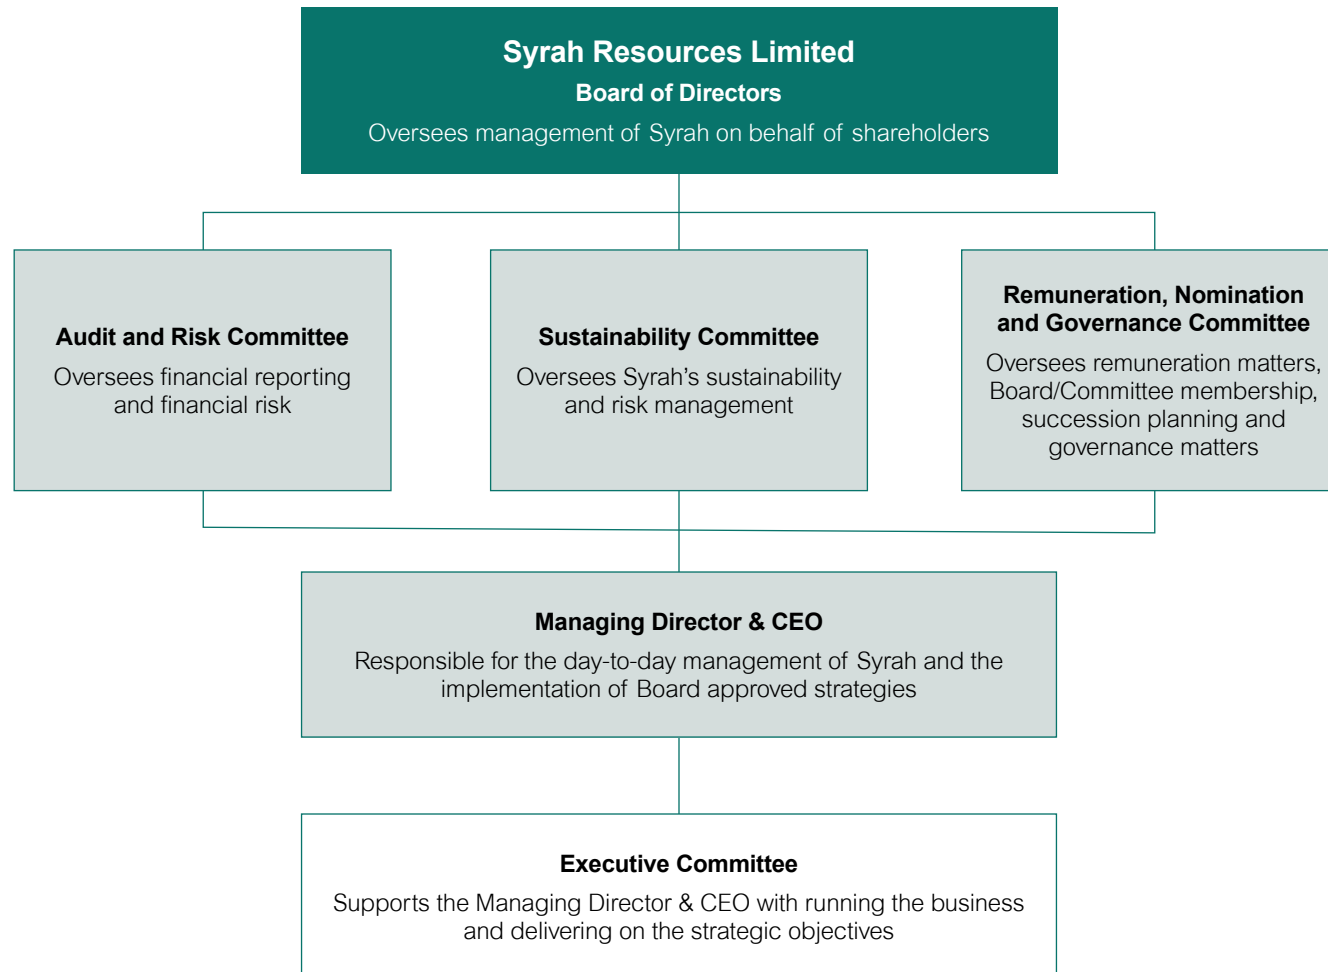 Syrah Resources Limited
Board of Directors
Oversees management of Syrah on behalf of shareholders
Audit and Risk Committee
Oversees financial reporting
and financial risk
Sustainability Committee
Oversees Syrah’s sustainability
and risk management
Remuneration, Nomination
and Governance Committee
Oversees remuneration matters,
Board/Committee membership,
succession planning and
governance matters
Managing Director & CEO
Responsible for the day-to-day management of Syrah and the
implementation of Board approved strategies
Executive Committee
Supports the Managing Director & CEO with running the business
and delivering on the strategic objectives